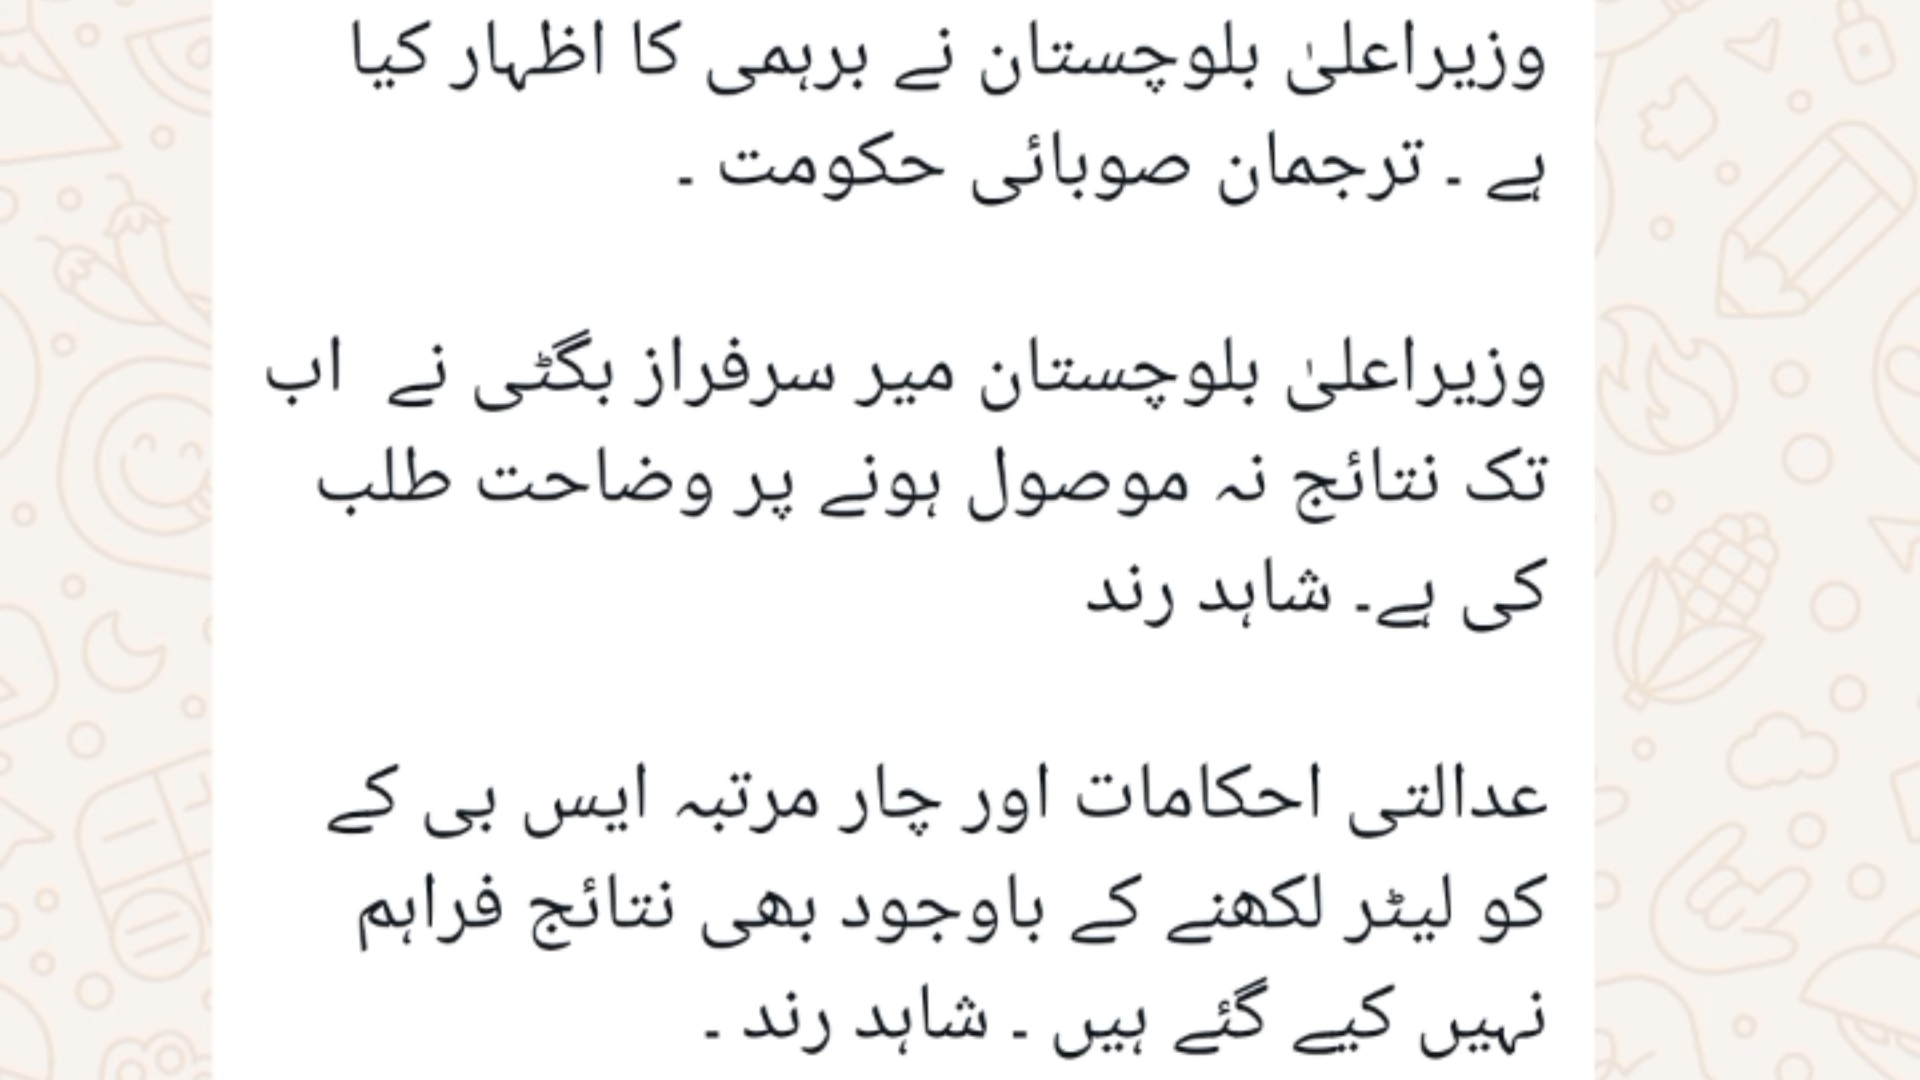 وزیراعلیٰ بلوچستان نے برہمی کا اظہار کیا
ہے ۔ ترجمان صوبائی حکومت ۔
وزیراعلیٰ بلوچستان میر سرفراز بگٹی نے اب
تک نتائج نہ موصول ہونے پر وضاحت طلب
کی ہے۔ شاہد رند
عدالتی احکامات اور چار مرتبہ ایس بی کے
کو لیٹر لکھنے کے باوجود بھی نتائج فراہم
نہیں کیے گئے ہیں ۔ شاہد رند ۔